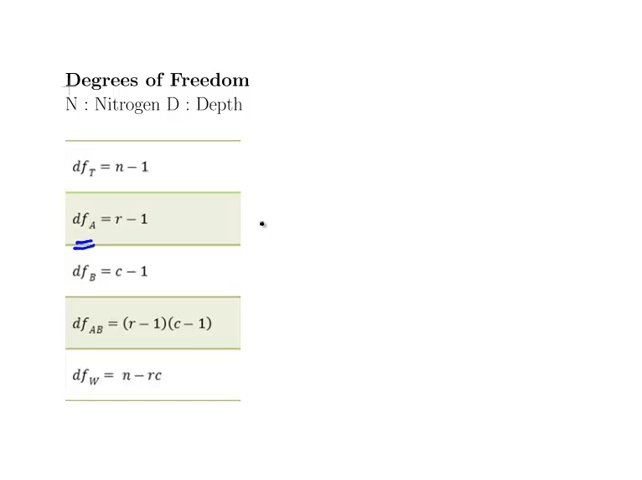 Degrees of Freedom
N : Nitrogen D : Depth
df_T = n − 1
df_A = r − 1
df_B = c − 1
df_AB = (r − 1)(c − 1)
df_W = n − rc